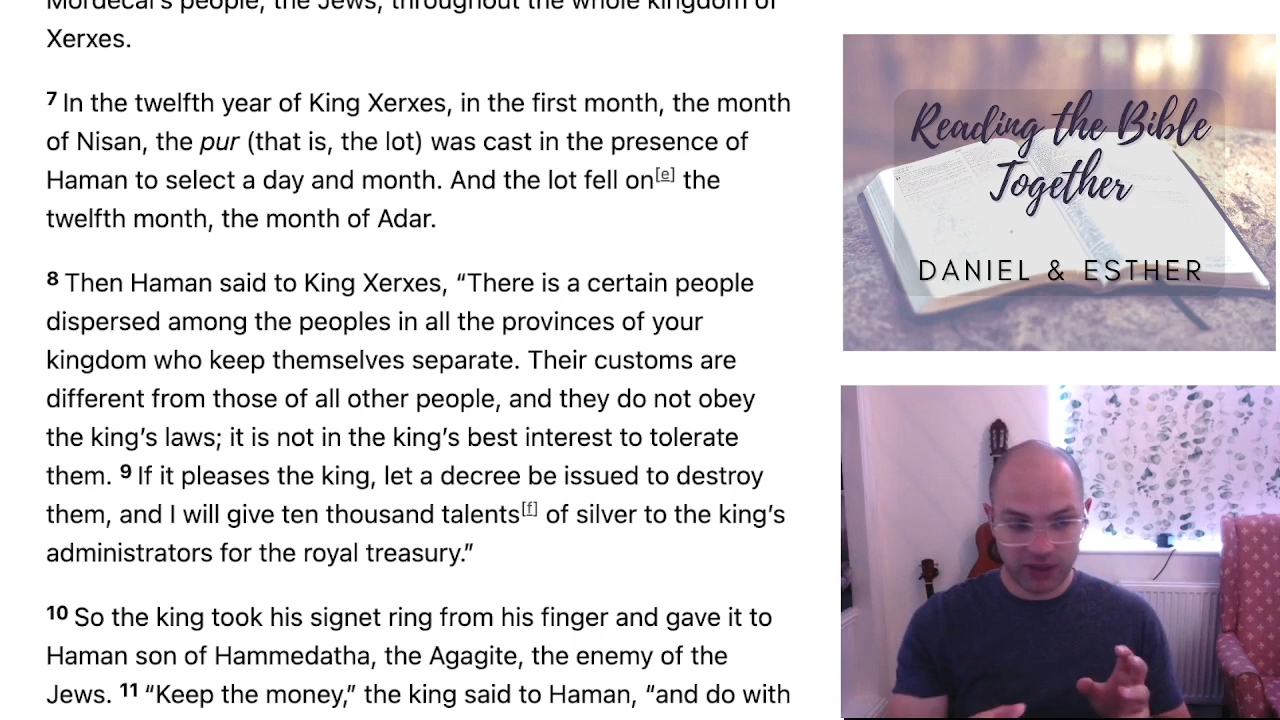 Mordecai's people, the Jews, throughout the whole kingdom of
Xerxes.
7 In the twelfth year of King Xerxes, in the first month, the month
of Nisan, the pur (that is, the lot) was cast in the presence of
Haman to select a day and month. And the lot fell on[e] the
twelfth month, the month of Adar.
8 Then Haman said to King Xerxes, “There is a certain people
dispersed among the peoples in all the provinces of your
kingdom who keep themselves separate. Their customs are
different from those of all other people, and they do not obey
the king’s laws; it is not in the king’s best interest to tolerate
them. 9 If it pleases the king, let a decree be issued to destroy
them, and I will give ten thousand talents[f] of silver to the king’s
administrators for the royal treasury.”
10 So the king took his signet ring from his finger and gave it to
Haman son of Hammedatha, the Agagite, the enemy of the
Jews. 11 “Keep the money,” the king said to Haman, “and do with
Reading the Bible
Together
DANIEL & ESTHER